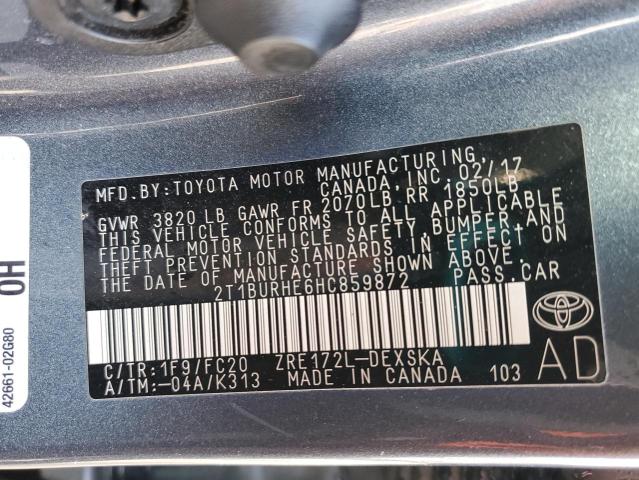 MFD. BY: TOYOTA MOTOR MANUFACTURING,
CANADA, INC. 02/17
GVWR 3820 LB GAWR FR 2070LB RR 1850LB
THIS VEHICLE CONFORMS TO ALL APPLICABLE
FEDERAL MOTOR VEHICLE SAFETY, BUMPER, AND
THEFT PREVENTION STANDARDS IN EFFECT ON
THE DATE OF MANUFACTURE SHOWN ABOVE.
2T1BURHE6HC859872 PASS. CAR
C/TR: 1F9/FC20 ZRE172L-DEXSKA
A/TM: -04A/K313 MADE IN CANADA 103
AD
42661-02G80 0H